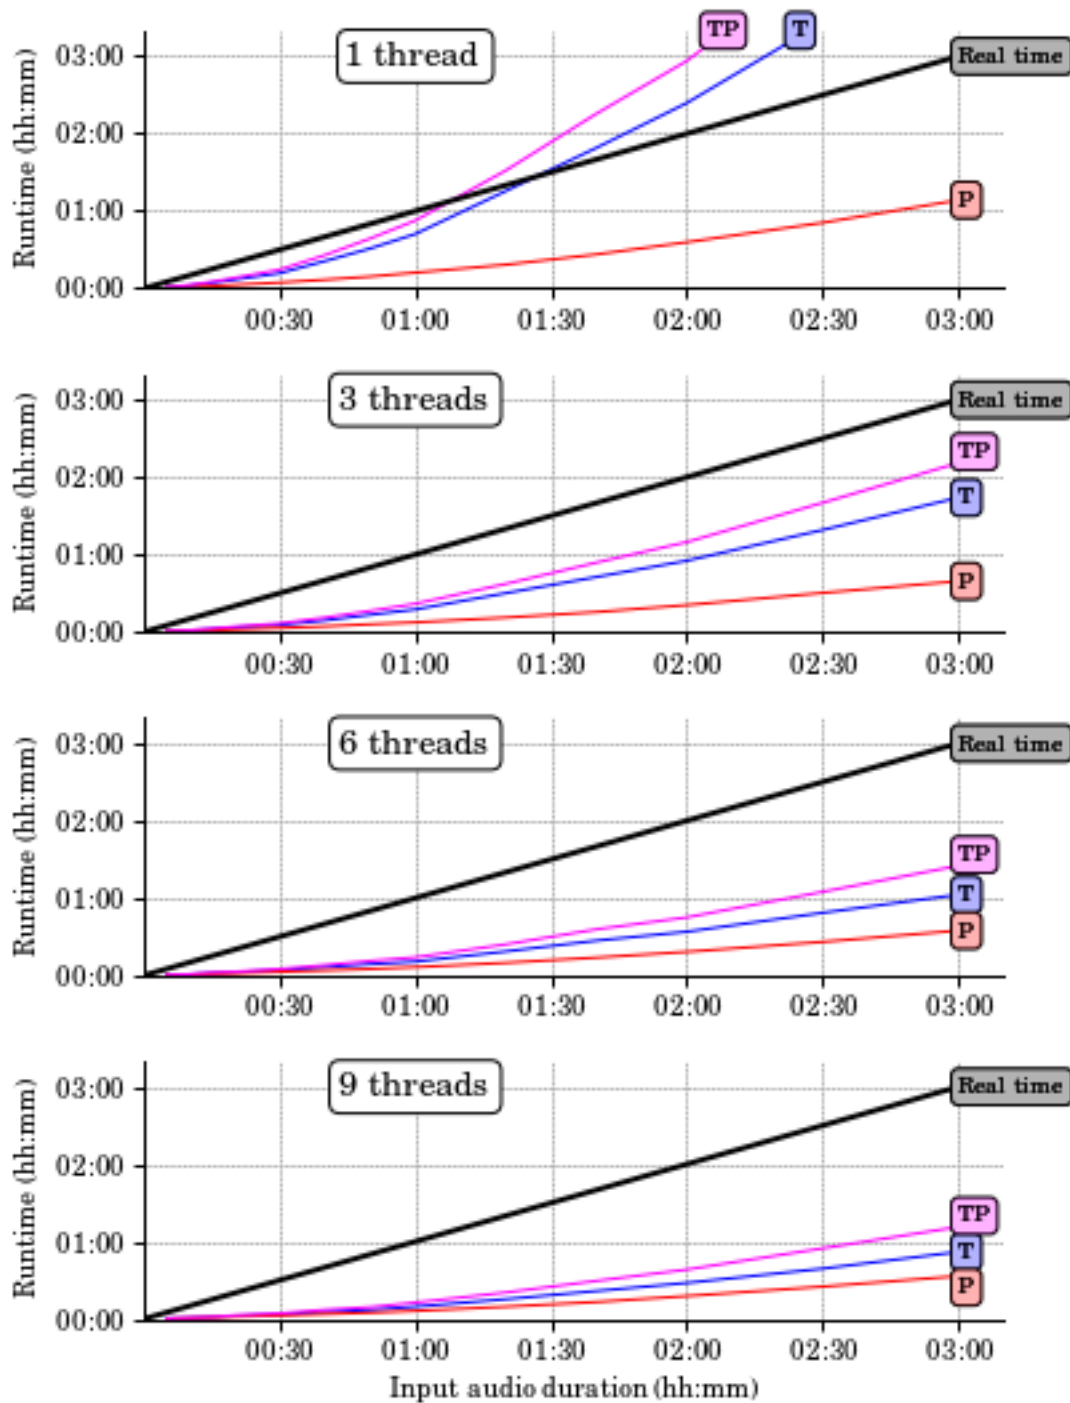 TP T
1 thread
Real time
P
03:00
02:00
01:00
00:00
Runtime (hh:mm)
00:30 01:00 01:30 02:00 02:30 03:00
3 threads
Real time
TP
T
P
03:00
02:00
01:00
00:00
Runtime (hh:mm)
00:30 01:00 01:30 02:00 02:30 03:00
6 threads
Real time
TP
T
P
03:00
02:00
01:00
00:00
Runtime (hh:mm)
00:30 01:00 01:30 02:00 02:30 03:00
9 threads
Real time
TP
T
P
03:00
02:00
01:00
00:00
Runtime (hh:mm)
00:30 01:00 01:30 02:00 02:30 03:00
Input audio duration (hh:mm)